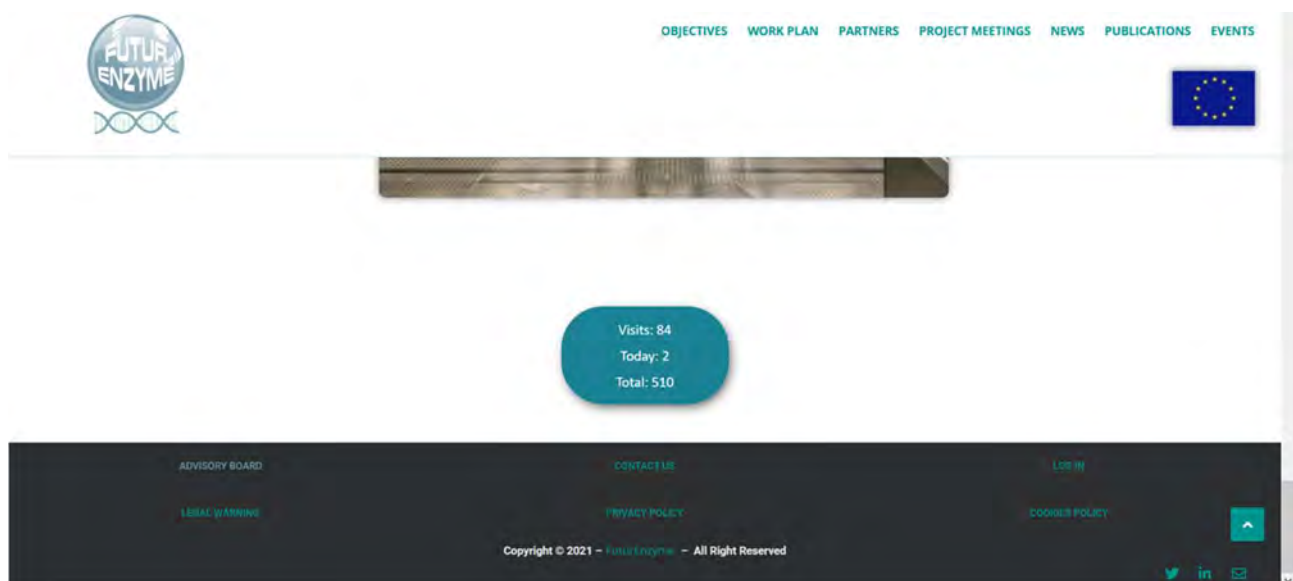 FUTUR
ENZYME
OBJECTIVES WORK PLAN PARTNERS PROJECT MEETINGS NEWS PUBLICATIONS EVENTS
Visits: 84
Today: 2
Total: 510
ADVISORY BOARD CONTACT US LOG IN
LEGAL WARNING PRIVACY POLICY COOKIES POLICY
Copyright © 2021 – FuturEnzyme – All Right Reserved